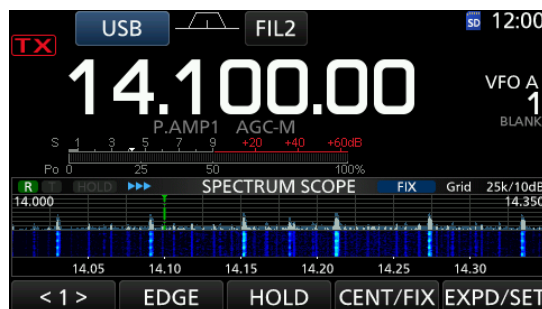 USB FIL2 SD 12:00
TX
14.100.00
VFO A
1
P.AMP1 AGC-M BLANK
S 1 3 5 7 9 +20 +40 +60dB
Po 0 25 50 100%
R T HOLD SPECTRUM SCOPE FIX Grid 25k/10dB
14.000 14.350
14.05 14.10 14.15 14.20 14.25 14.30
< 1 > EDGE HOLD CENT/FIX EXPD/SET